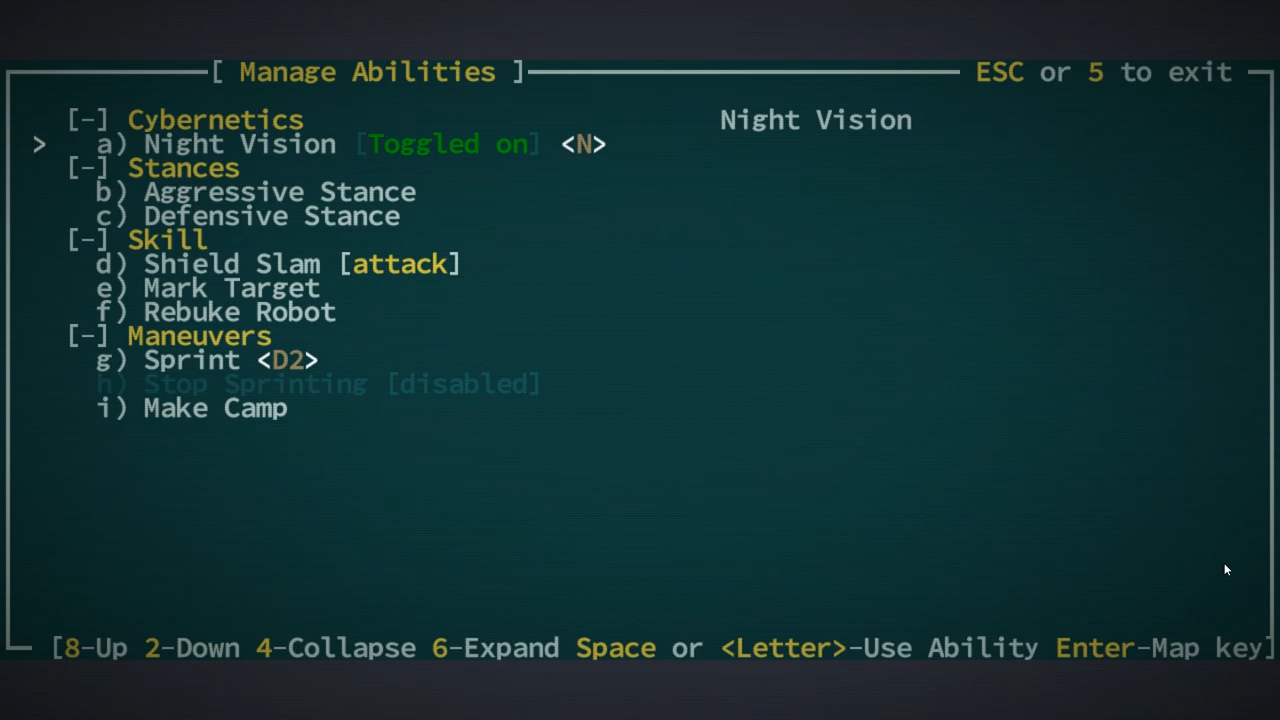 [ Manage Abilities ] ESC or 5 to exit
[-] Cybernetics Night Vision
> a) Night Vision [Toggled on] <N>
[-] Stances
b) Aggressive Stance
c) Defensive Stance
[-] Skill
d) Shield Slam [attack]
e) Mark Target
f) Rebuke Robot
[-] Maneuvers
g) Sprint <D2>
h) Stop Sprinting [disabled]
i) Make Camp
[8-Up 2-Down 4-Collapse 6-Expand Space or <Letter>-Use Ability Enter-Map key]